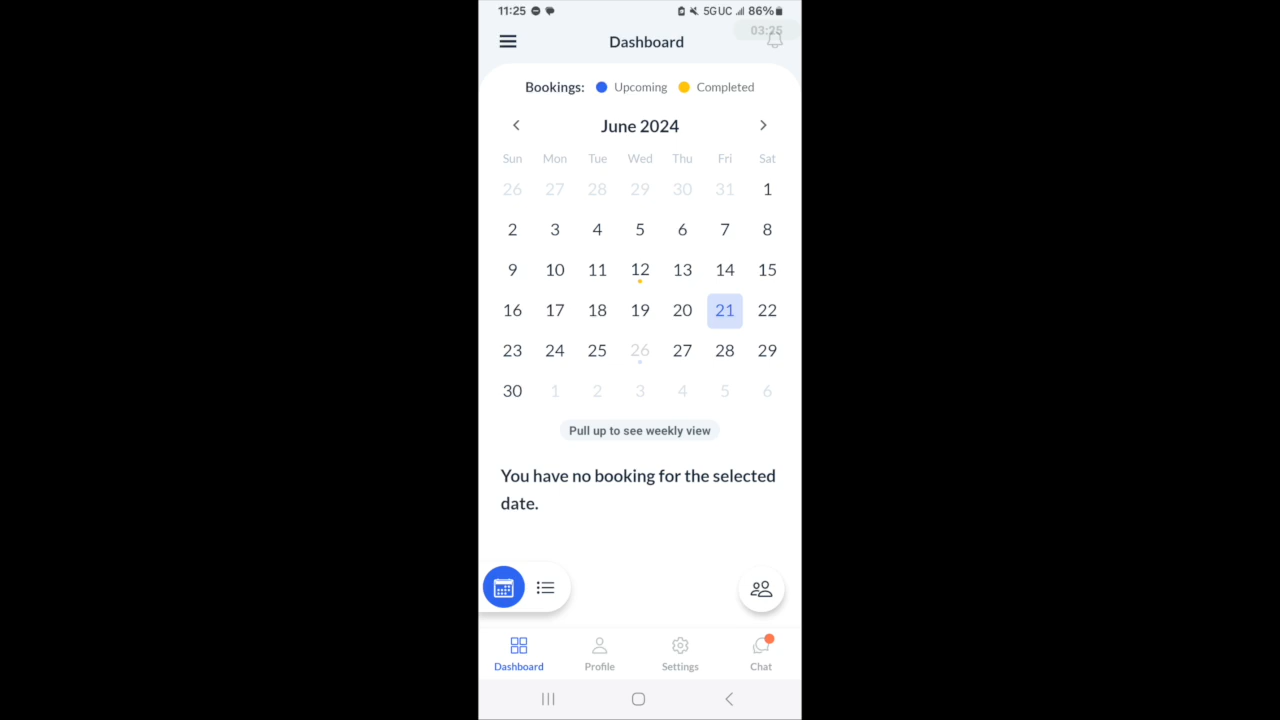 11:25 5G UC 86%
03:25
Dashboard
Bookings: Upcoming Completed
June 2024
Sun Mon Tue Wed Thu Fri Sat
26 27 28 29 30 31 1
2 3 4 5 6 7 8
9 10 11 12 13 14 15
16 17 18 19 20 21 22
23 24 25 26 27 28 29
30 1 2 3 4 5 6
Pull up to see weekly view
You have no booking for the selected
date.
Dashboard Profile Settings Chat